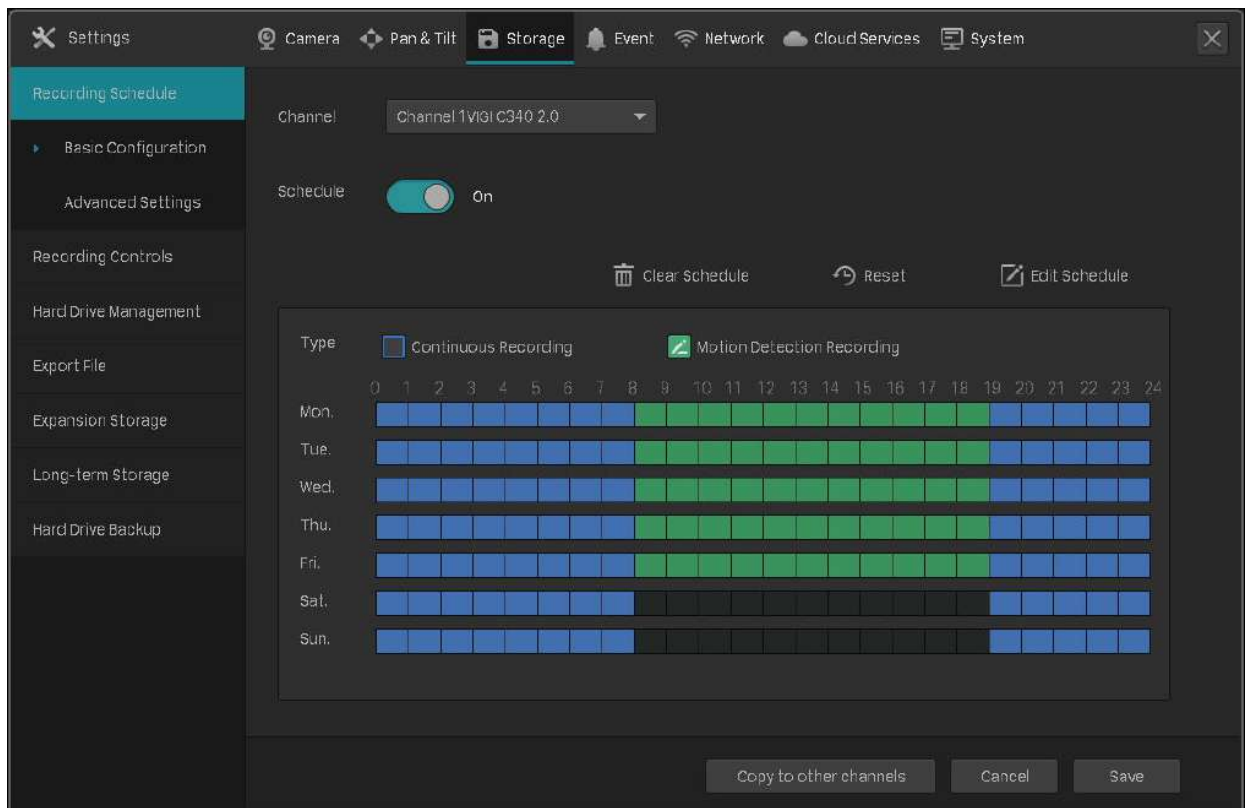 Settings Camera Pan & Tilt Storage Event Network Cloud Services System
Recording Schedule
Basic Configuration
Advanced Settings
Recording Controls
Hard Drive Management
Export File
Expansion Storage
Long-term Storage
Hard Drive Backup
Channel Channel 1VIGI C340 2.0
Schedule On
Clear Schedule Reset Edit Schedule
Type Continuous Recording Motion Detection Recording
0 1 2 3 4 5 6 7 8 9 10 11 12 13 14 15 16 17 18 19 20 21 22 23 24
Mon.
Tue.
Wed.
Thu.
Fri.
Sat.
Sun.
Copy to other channels Cancel Save